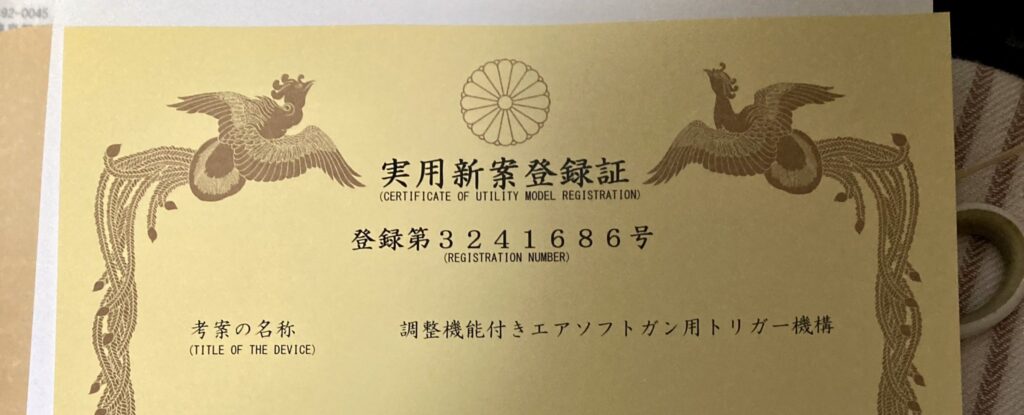 92-0045
実用新案登録証
(CERTIFICATE OF UTILITY MODEL REGISTRATION)
登録第３２４１６８６号
(REGISTRATION NUMBER)
考案の名称 調整機能付きエアソフトガン用トリガー機構
(TITLE OF THE DEVICE)